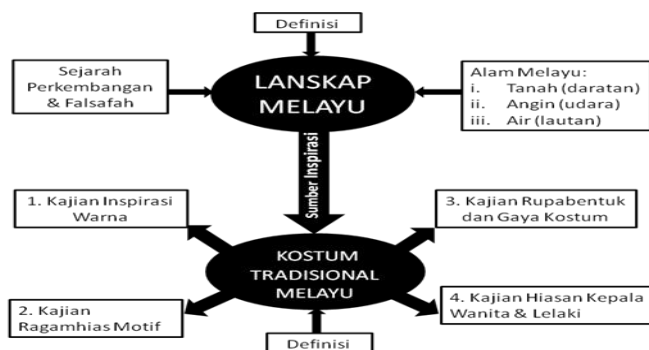 Definisi
Sejarah
Perkembangan
& Falsafah
LANSKAP
MELAYU
Alam Melayu:
i. Tanah (daratan)
ii. Angin (udara)
iii. Air (lautan)
Sumber Inspirasi
1. Kajian Inspirasi
Warna
3. Kajian Rupabentuk
dan Gaya Kostum
KOSTUM
TRADISIONAL
MELAYU
2. Kajian
Ragamhias Motif
4. Kajian Hiasan Kepala
Wanita & Lelaki
Definisi